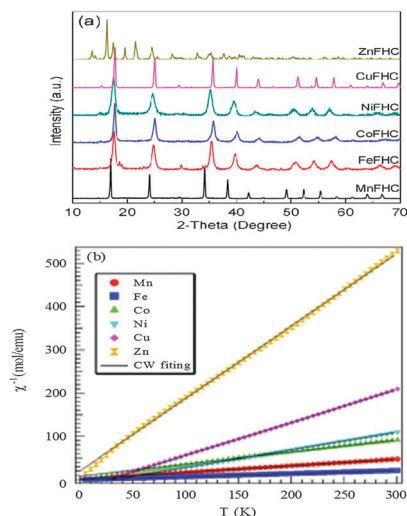 (a)
ZnFHC
CuFHC
NiFHC
CoFHC
FeFHC
MnFHC
Intensity (a.u.)
10 20 30 40 50 60 70
2-Theta (Degree)
(b)
500
400
300
200
100
0
χ⁻¹ (mol/emu)
Mn
Fe
Co
Ni
Cu
Zn
CW fiting
0 50 100 150 200 250 300
T (K)